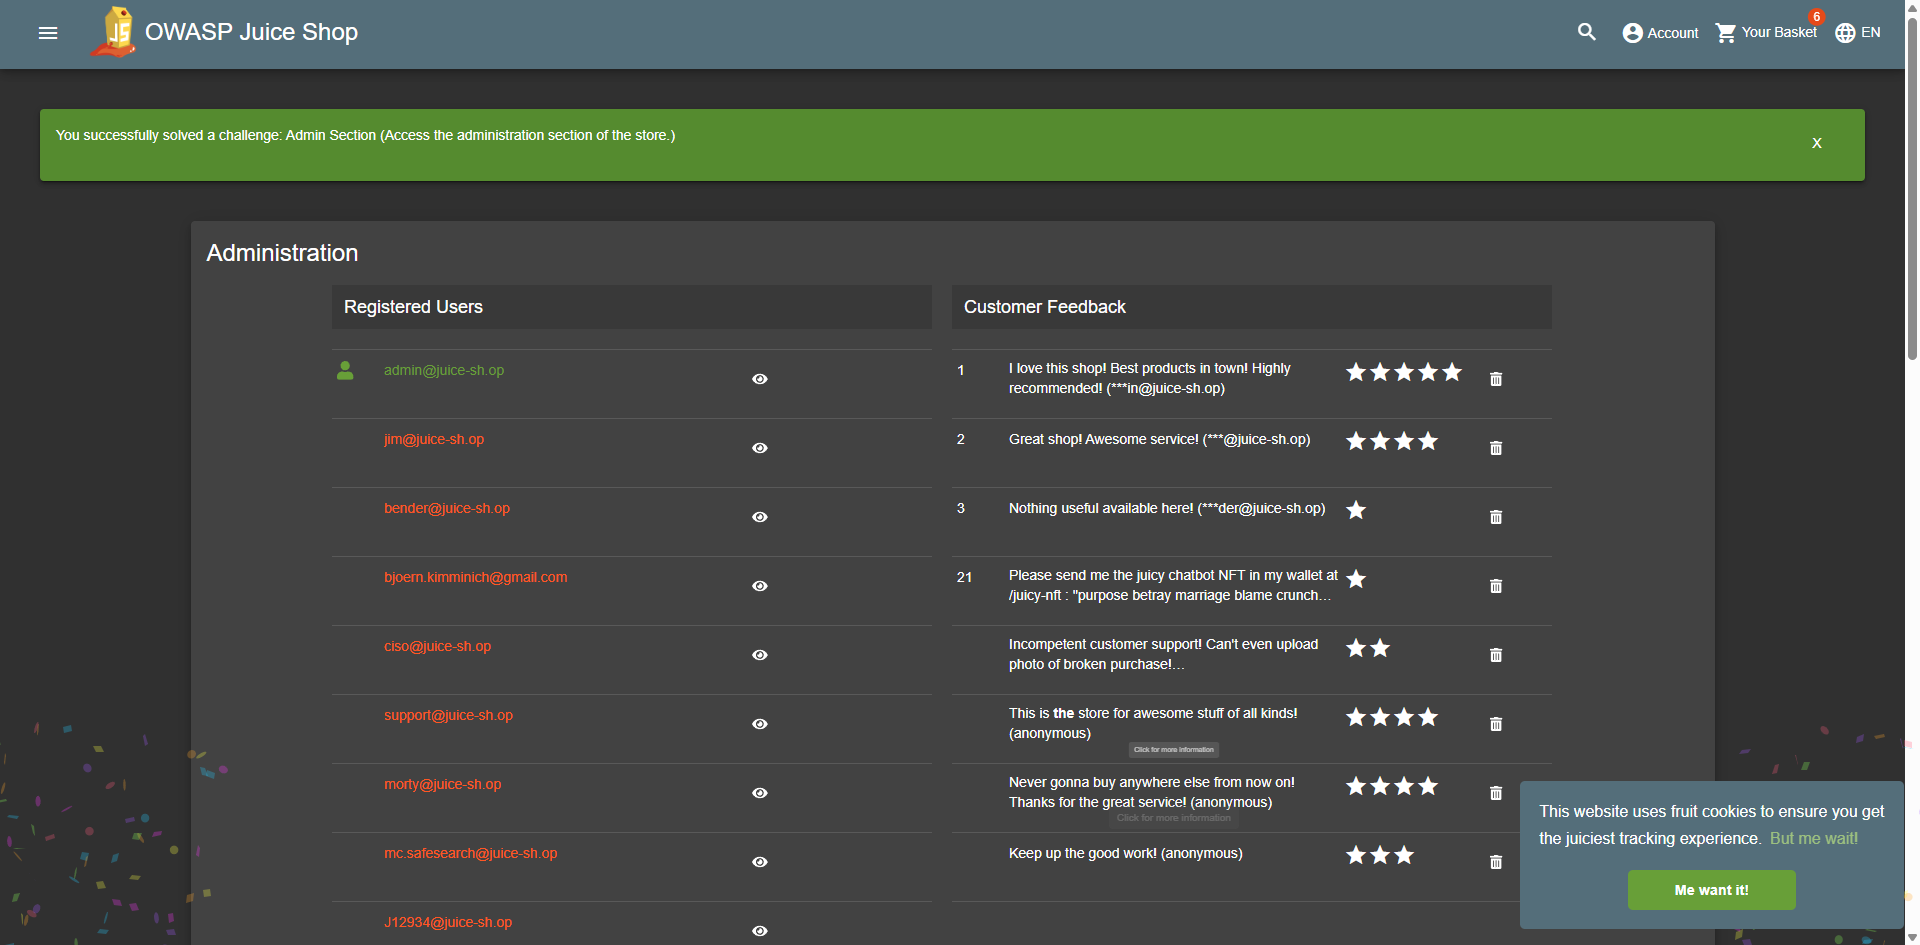 OWASP Juice Shop
Account
6
Your Basket
EN
You successfully solved a challenge: Admin Section (Access the administration section of the store.)
X
Administration
Registered Users
admin@juice-sh.op
jim@juice-sh.op
bender@juice-sh.op
bjoern.kimminich@gmail.com
ciso@juice-sh.op
support@juice-sh.op
morty@juice-sh.op
mc.safesearch@juice-sh.op
J12934@juice-sh.op
Customer Feedback
1
I love this shop! Best products in town! Highly
recommended! (***in@juice-sh.op)
2
Great shop! Awesome service! (***@juice-sh.op)
3
Nothing useful available here! (***der@juice-sh.op)
21
Please send me the juicy chatbot NFT in my wallet at
/juicy-nft : "purpose betray marriage blame crunch…
Incompetent customer support! Can't even upload
photo of broken purchase!…
This is the store for awesome stuff of all kinds!
(anonymous)
Click for more information
Never gonna buy anywhere else from now on!
Thanks for the great service! (anonymous)
Click for more information
Keep up the good work! (anonymous)
This website uses fruit cookies to ensure you get
the juiciest tracking experience. But me wait!
Me want it!